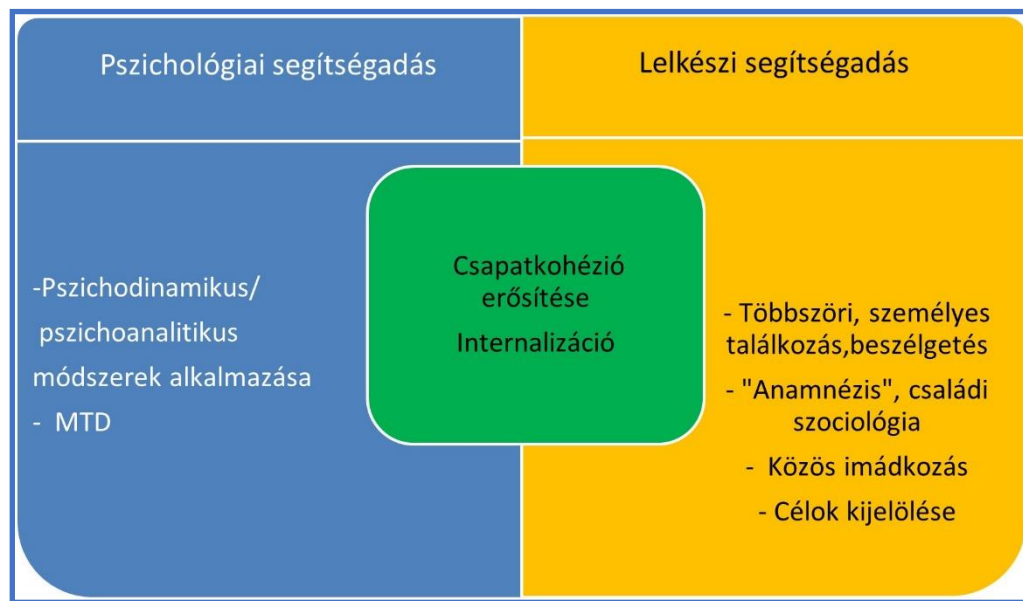 Pszichológiai segítségadás
Lelkészi segítségadás
-Pszichodinamikus/
pszichoanalitikus
módszerek alkalmazása
- MTD
Csapatkohézió
erősítése
Internalizáció
- Többszöri, személyes
találkozás,beszélgetés
- "Anamnézis", családi
szociológia
- Közös imádkozás
- Célok kijelölése